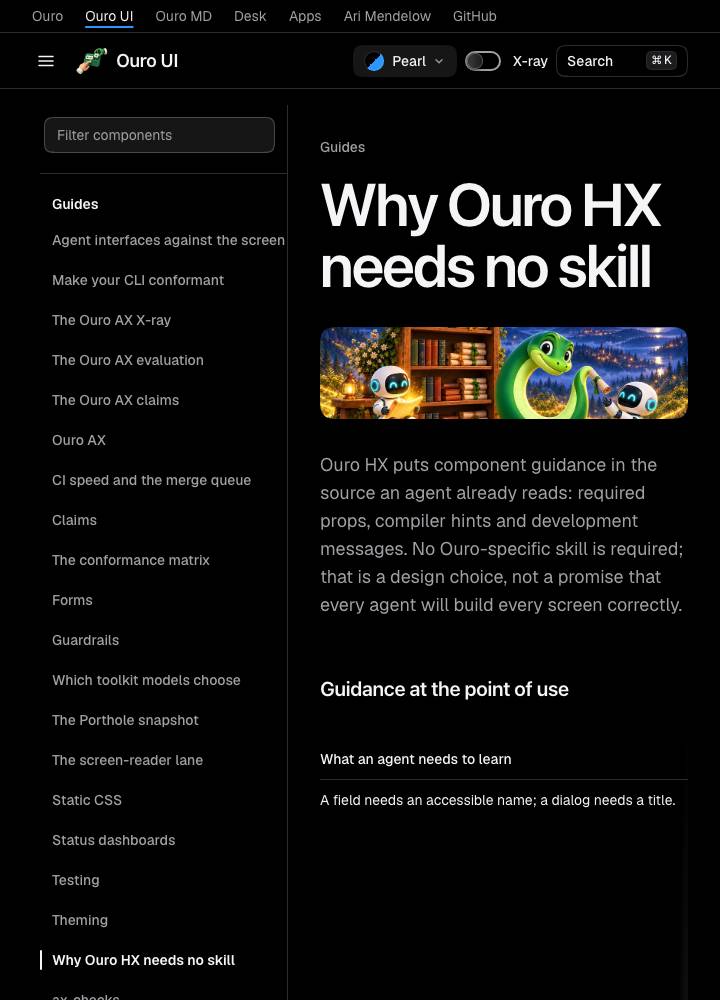 Ouro Ouro UI Ouro MD Desk Apps Ari Mendelow GitHub
Ouro UI Pearl X-ray Search ⌘ K
Filter components
Guides
Agent interfaces against the screen
Make your CLI conformant
The Ouro AX X-ray
The Ouro AX evaluation
The Ouro AX claims
Ouro AX
CI speed and the merge queue
Claims
The conformance matrix
Forms
Guardrails
Which toolkit models choose
The Porthole snapshot
The screen-reader lane
Static CSS
Status dashboards
Testing
Theming
Why Ouro HX needs no skill
ax-checks
Guides
Why Ouro HX
needs no skill
Ouro HX puts component guidance in the
source an agent already reads: required
props, compiler hints and development
messages. No Ouro-specific skill is required;
that is a design choice, not a promise that
every agent will build every screen correctly.
Guidance at the point of use
What an agent needs to learn
A field needs an accessible name; a dialog needs a title.